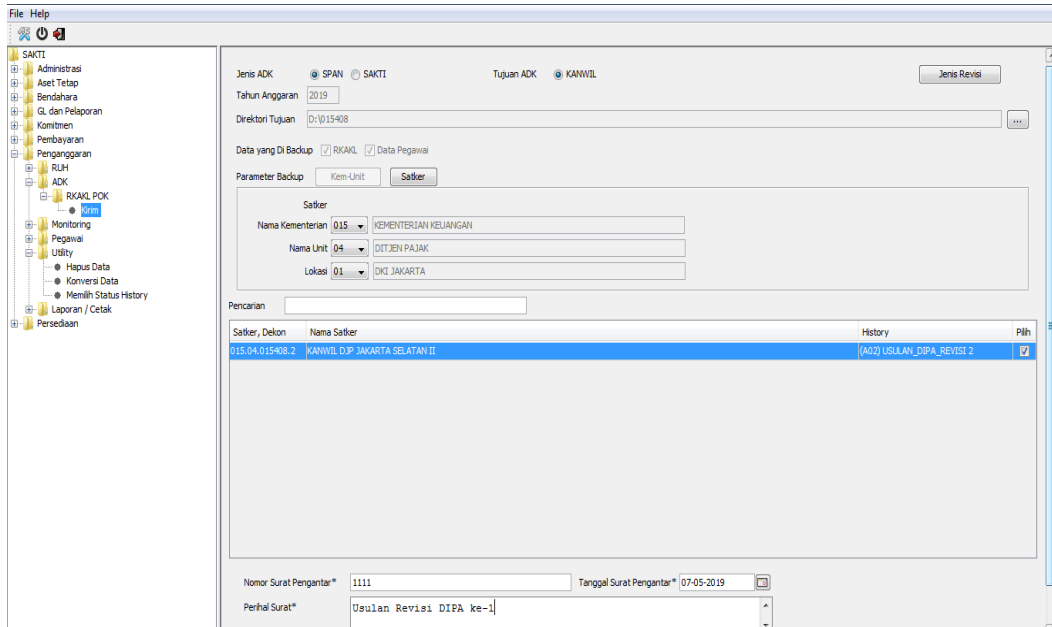 File Help
SAKTI
Administrasi
Aset Tetap
Bendahara
GL dan Pelaporan
Komitmen
Pembayaran
Penganggaran
RUH
ADK
RKAKL POK
Kirim
Monitoring
Pegawai
Utility
Hapus Data
Konversi Data
Memilih Status History
Laporan / Cetak
Persediaan
Jenis ADK SPAN SAKTI Tujuan ADK KANWIL Jenis Revisi
Tahun Anggaran 2019
Direktori Tujuan D:\015408 ...
Data yang Di Backup RKAKL Data Pegawai
Parameter Backup Kem-Unit Satker
Satker
Nama Kementerian 015 KEMENTERIAN KEUANGAN
Nama Unit 04 DITJEN PAJAK
Lokasi 01 DKI JAKARTA
Pencarian
Satker, Dekon Nama Satker History Pilih
015.04.015408.2 KANWIL DJP JAKARTA SELATAN II (A02) USULAN_DIPA_REVISI 2
Nomor Surat Pengantar* 1111 Tanggal Surat Pengantar* 07-05-2019
Perihal Surat* Usulan Revisi DIPA ke-1